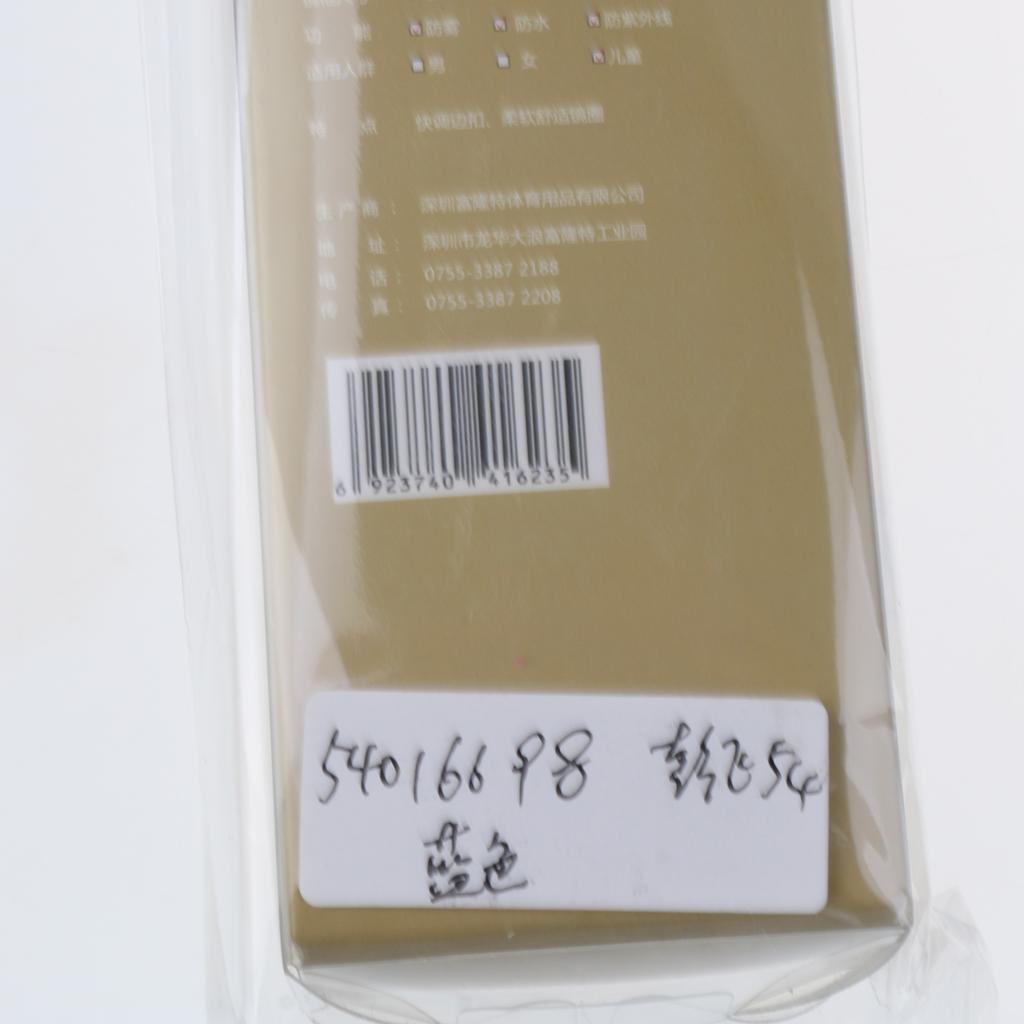 功 能 防雾 防水 防紫外线
适用人群 男 女 儿童
特 点 快调边扣、柔软舒适镜圈
生产商： 深圳富隆特体育用品有限公司
地 址： 深圳市龙华大浪富隆特工业园
电 话： 0755-3387 2188
传 真： 0755-3387 2208
6 923740 416235
54016698 彭飞54
蓝色